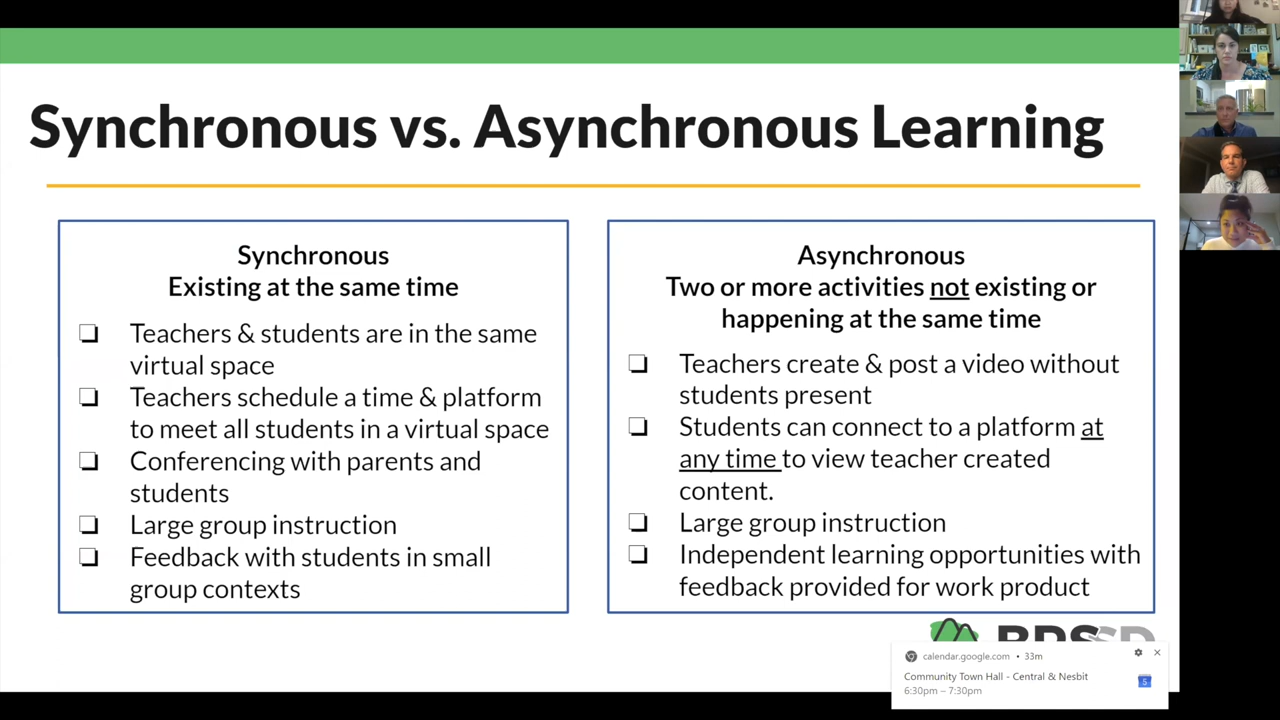 Synchronous vs. Asynchronous Learning
Synchronous
Existing at the same time
Teachers & students are in the same
virtual space
Teachers schedule a time & platform
to meet all students in a virtual space
Conferencing with parents and
students
Large group instruction
Feedback with students in small
group contexts
Asynchronous
Two or more activities not existing or
happening at the same time
Teachers create & post a video without
students present
Students can connect to a platform at
any time to view teacher created
content.
Large group instruction
Independent learning opportunities with
feedback provided for work product
calendar.google.com • 33m
Community Town Hall - Central & Nesbit
6:30pm – 7:30pm
5